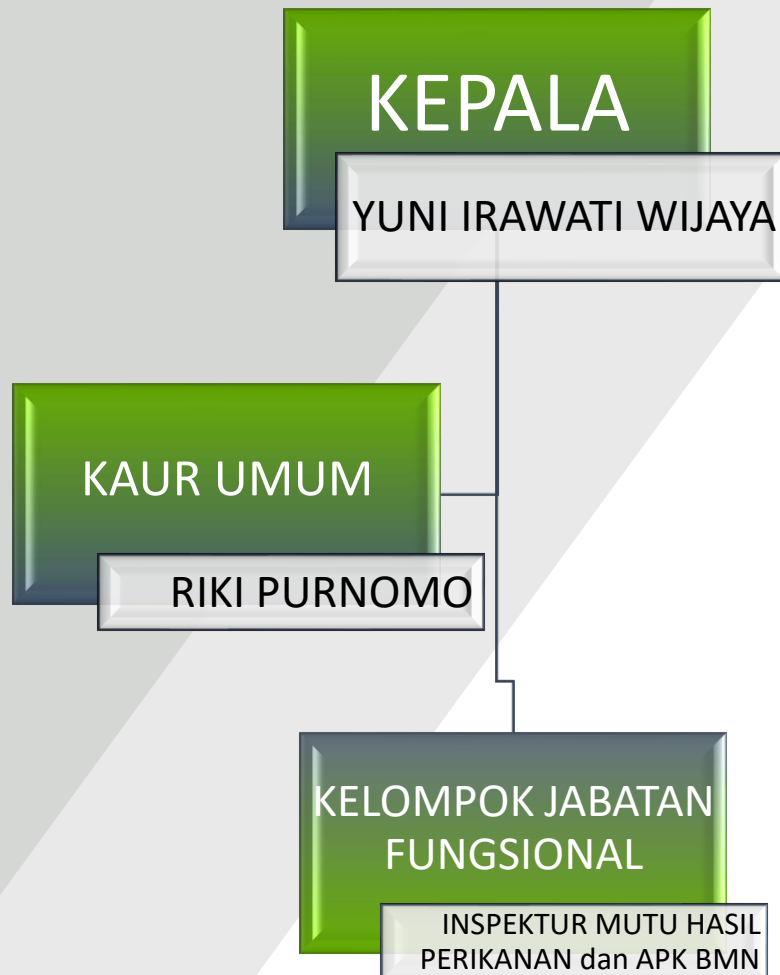 KEPALA
YUNI IRAWATI WIJAYA
KAUR UMUM
RIKI PURNOMO
KELOMPOK JABATAN
FUNGSIONAL
INSPEKTUR MUTU HASIL
PERIKANAN dan APK BMN